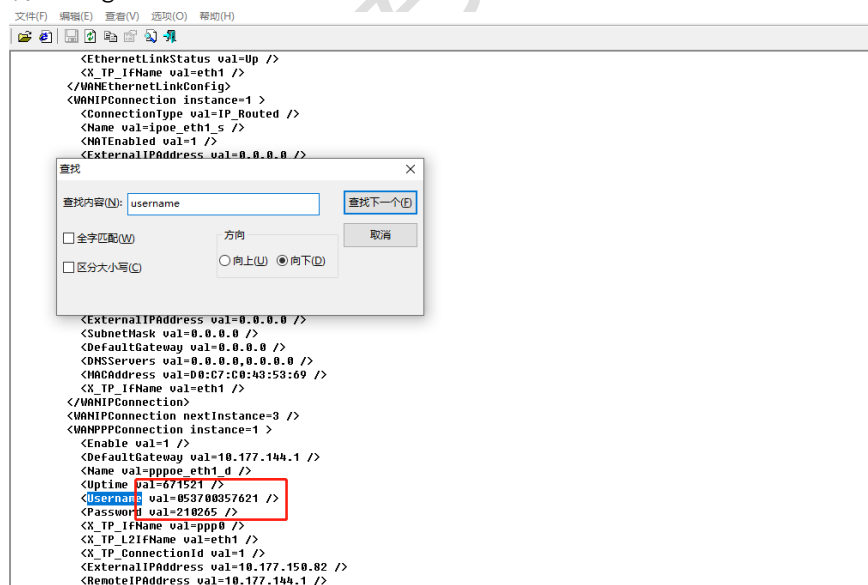 文件(F) 编辑(E) 查看(V) 选项(O) 帮助(H)
<EthernetLinkStatus val=Up />
<X_TP_IfName val=eth1 />
</WANEthernetLinkConfig>
<WANIPConnection instance=1 >
<ConnectionType val=IP_Routed />
<Name val=ipoe_eth1_s />
<NATEnabled val=1 />
<ExternalIPAddress val=0.0.0.0 />
查找
查找内容(N): username
查找下一个(F)
全字匹配(W)
方向
取消
区分大小写(C)
向上(U) 向下(D)
<ExternalIPAddress val=0.0.0.0 />
<SubnetMask val=0.0.0.0 />
<DefaultGateway val=0.0.0.0 />
<DNSServers val=0.0.0.0,0.0.0.0 />
<MACAddress val=D0:C7:C0:43:53:69 />
<X_TP_IfName val=eth1 />
</WANIPConnection>
<WANIPConnection nextInstance=3 />
<WANPPPConnection instance=1 >
<Enable val=1 />
<DefaultGateway val=10.177.144.1 />
<Name val=pppoe_eth1_d />
<Uptime val=671521 />
<Username val=053700357621 />
<Password val=210265 />
<X_TP_IfName val=ppp0 />
<X_TP_L2IfName val=eth1 />
<X_TP_ConnectionId val=1 />
<ExternalIPAddress val=10.177.150.82 />
<RemoteIPAddress val=10.177.144.1 />